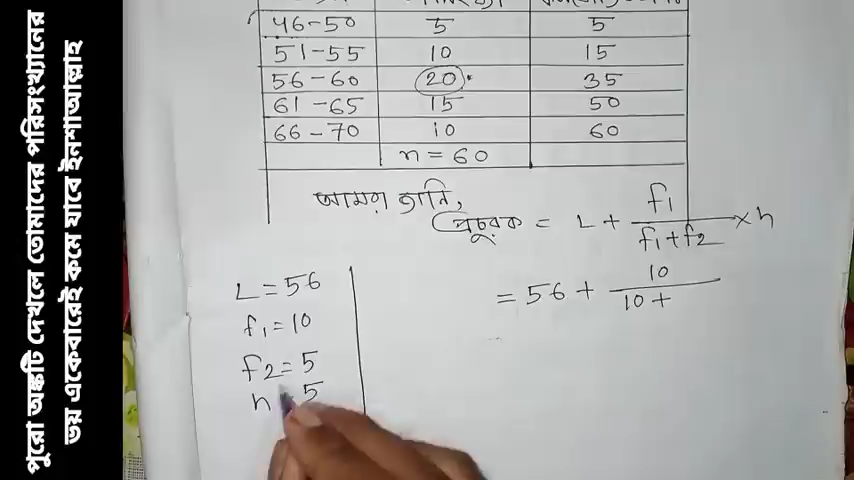 পুরো অঙ্কটি দেখলে তোমাদের পরিসংখ্যানের
ভয় একেবারেই কমে যাবে ইনশাআল্লাহ
46-50 5 5
51-55 10 15
56-60 20 35
61-65 15 50
66-70 10 60
n = 60
আমরা জানি,
প্রচুরক = L + f₁ / f₁+f₂ × h
= 56 + 10 / 10 +
L = 56
f₁ = 10
f₂ = 5
h = 5